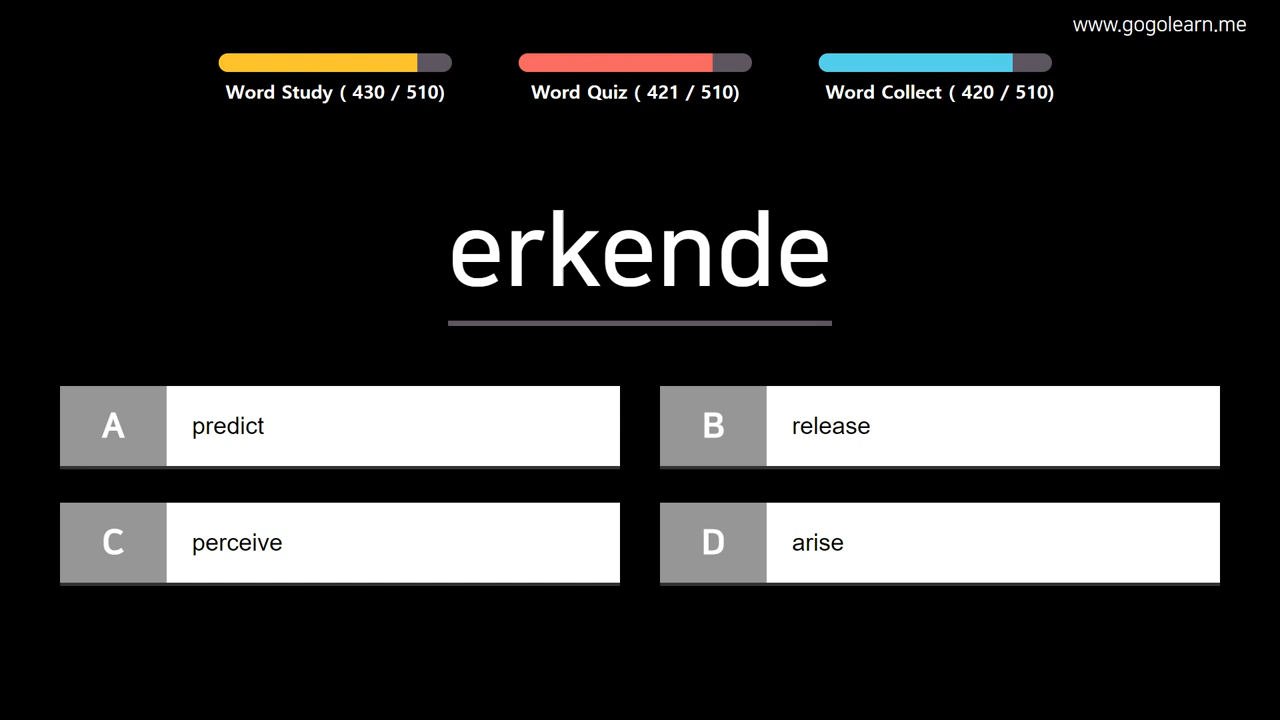 www.gogolearn.me
Word Study ( 430 / 510)
Word Quiz ( 421 / 510)
Word Collect ( 420 / 510)
erkende
A predict
B release
C perceive
D arise